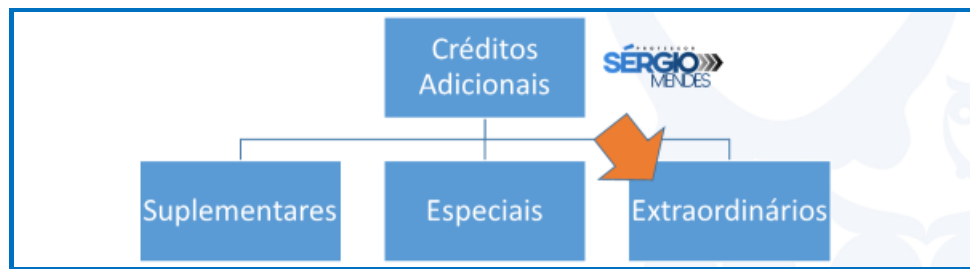 Créditos
Adicionais
PROFESSOR
SÉRGIO
MENDES
Suplementares
Especiais
Extraordinários